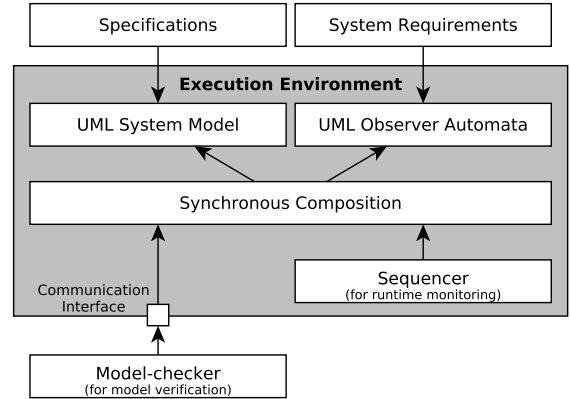 Specifications
System Requirements
Execution Environment
UML System Model
UML Observer Automata
Synchronous Composition
Sequencer
(for runtime monitoring)
Communication
Interface
Model-checker
(for model verification)